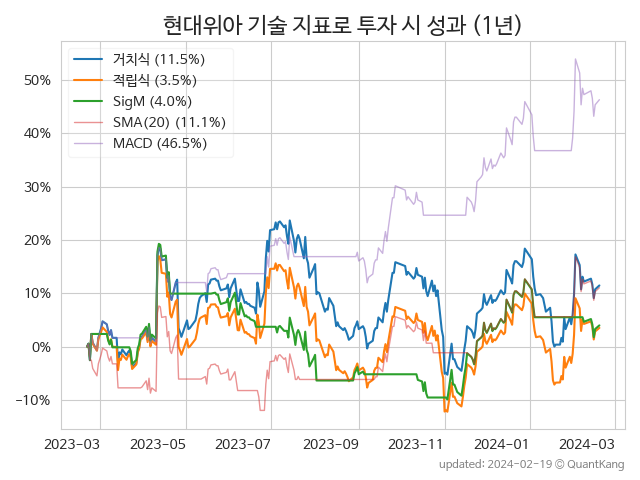 현대위아 기술 지표로 투자 시 성과 (1년)
거치식 (11.5%)
적립식 (3.5%)
SigM (4.0%)
SMA(20) (11.1%)
MACD (46.5%)
50%
40%
30%
20%
10%
0%
−10%
2023-03 2023-05 2023-07 2023-09 2023-11 2024-01 2024-03
updated: 2024-02-19 © QuantKang